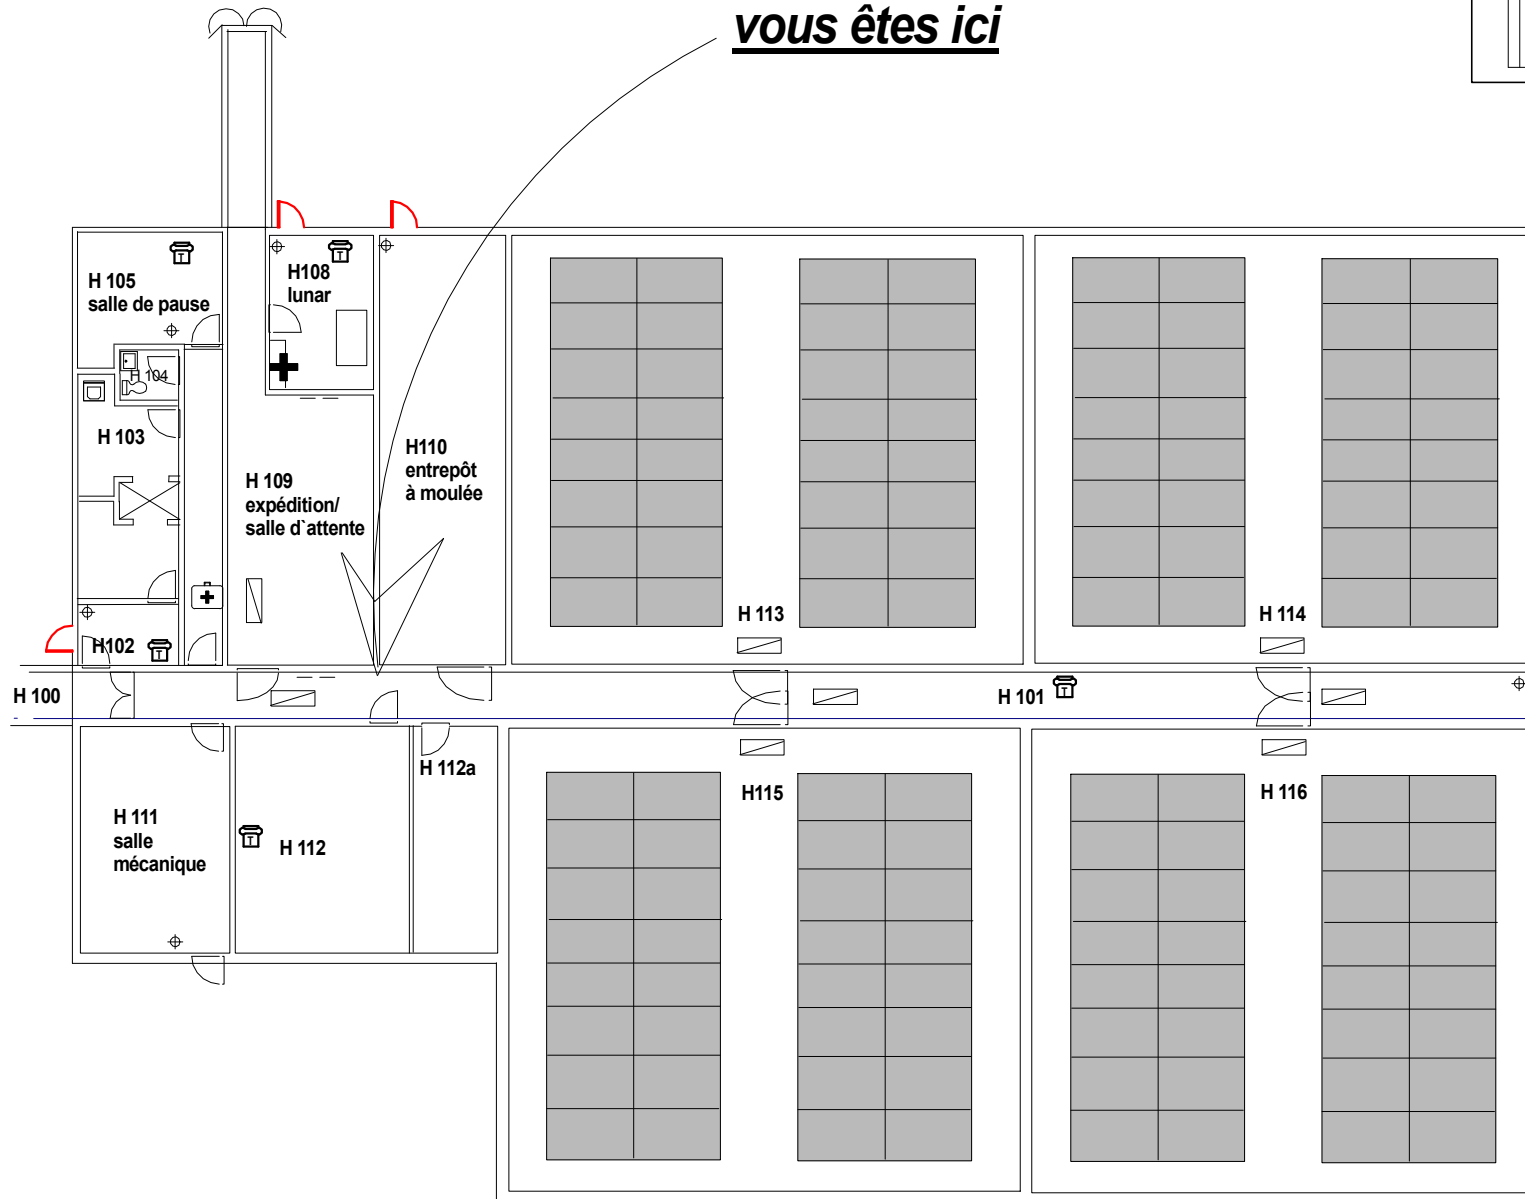 vous êtes ici
H 105
salle de pause
H108
lunar
H 104
H 103
H 109
expédition/
salle d`attente
H110
entrepôt
à moulée
H 113
H 114
H102
T
T
T
H 100
H 101
T
H 112a
H 111
salle
mécanique
T
H 112
H115
H 116